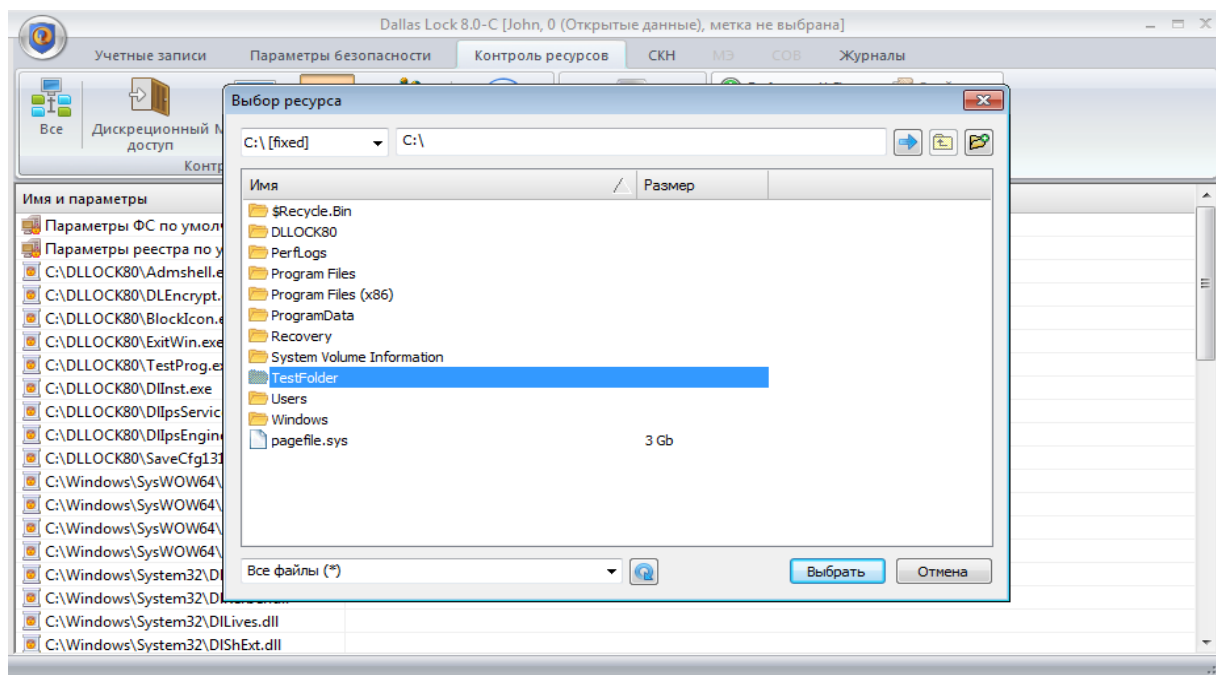 Dallas Lock 8.0-C [John, 0 (Открытые данные), метка не выбрана]
Учетные записи Параметры безопасности Контроль ресурсов СКН МЭ СОВ Журналы
Все
Дискреционный
доступ
Выбор ресурса
C:\ [fixed] C:\
Имя Размер
$Recycle.Bin
DLLOCK80
PerfLogs
Program Files
Program Files (x86)
ProgramData
Recovery
System Volume Information
TestFolder
Users
Windows
pagefile.sys 3 Gb
Все файлы (*) Выбрать Отмена
Имя и параметры
Параметры ФС по умол
Параметры реестра по у
C:\DLLOCK80\Admshell.e
C:\DLLOCK80\DLEncrypt.
C:\DLLOCK80\BlockIcon.e
C:\DLLOCK80\ExitWin.exe
C:\DLLOCK80\TestProg.e
C:\DLLOCK80\DlInst.exe
C:\DLLOCK80\DlIpsServic
C:\DLLOCK80\DlIpsEngin
C:\DLLOCK80\SaveCfg131
C:\Windows\SysWOW64\
C:\Windows\SysWOW64\
C:\Windows\SysWOW64\
C:\Windows\SysWOW64\
C:\Windows\System32\Dl
C:\Windows\System32\
C:\Windows\System32\DlLives.dll
C:\Windows\System32\DlShExt.dll